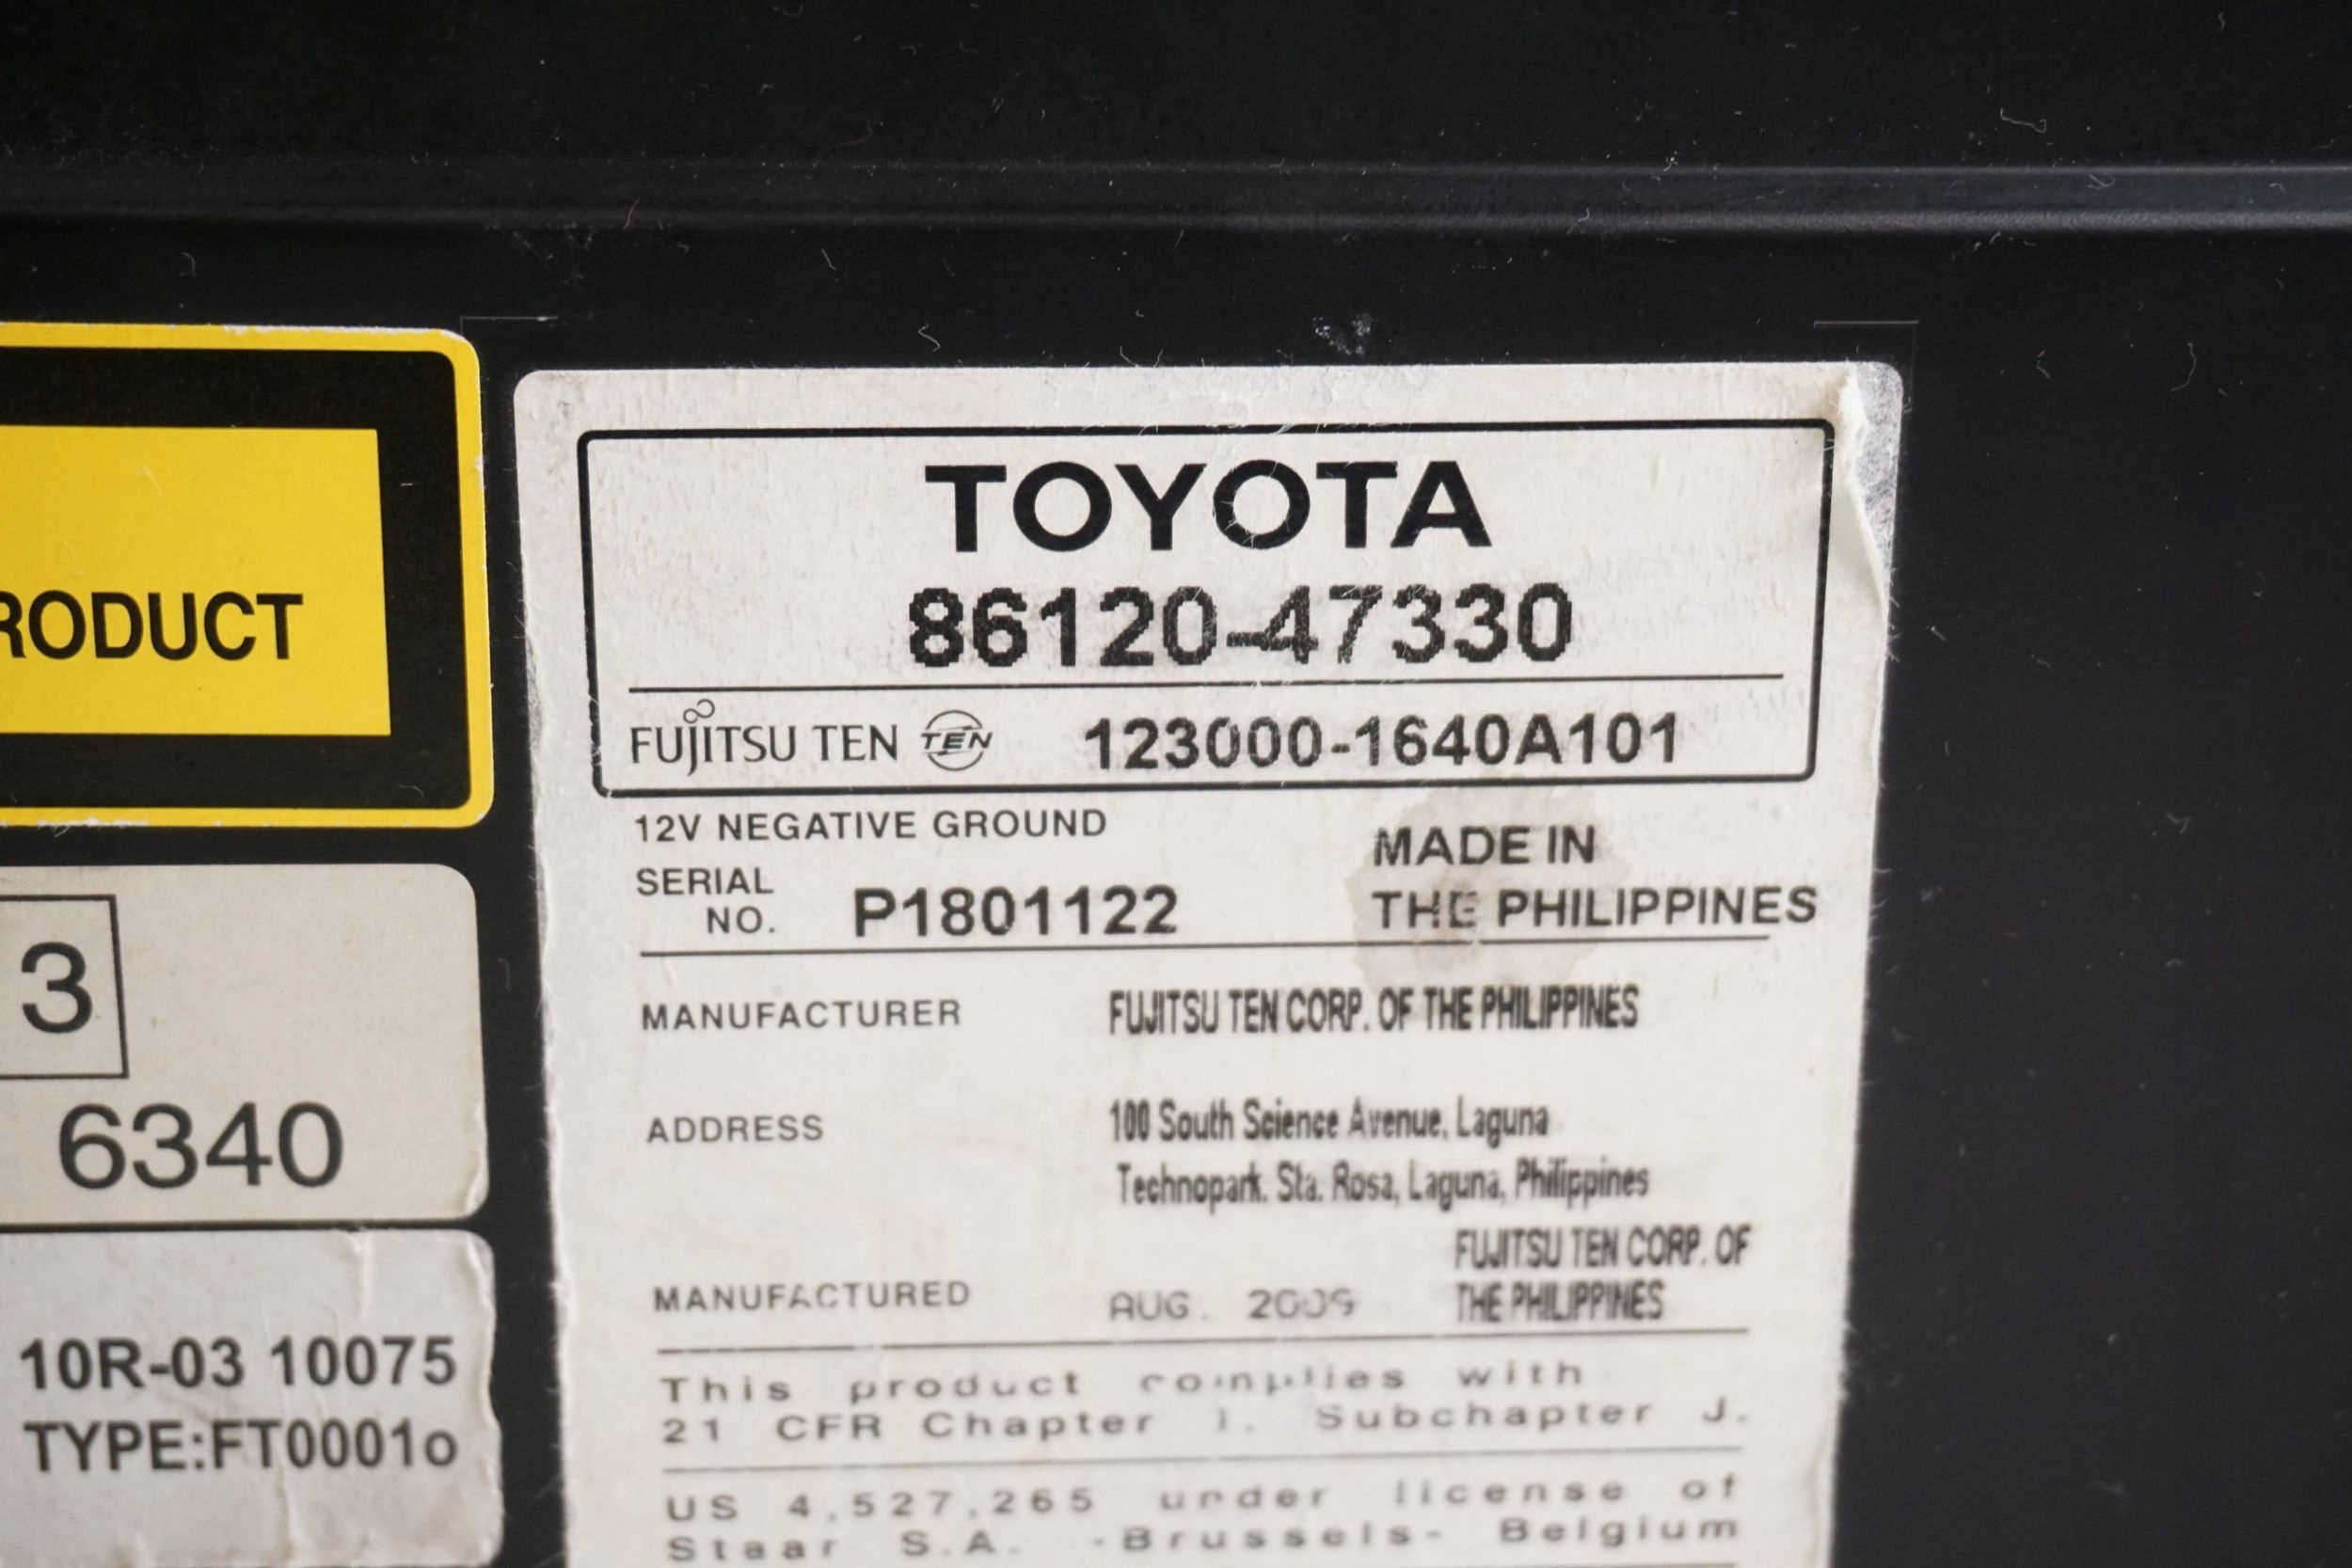 RODUCT
3
6340
10R-03 10075
TYPE:FT0001o
TOYOTA
86120-47330
FUJITSU TEN TEN 123000-1640A101
12V NEGATIVE GROUND
SERIAL NO. P1801122
MADE IN
THE PHILIPPINES
MANUFACTURER FUJITSU TEN CORP. OF THE PHILIPPINES
ADDRESS 100 South Science Avenue, Laguna
Technopark, Sta. Rosa, Laguna, Philippines
MANUFACTURED AUG. 2009 FUJITSU TEN CORP. OF
THE PHILIPPINES
This product complies with
21 CFR Chapter I. Subchapter J.
US 4,527,265 under license of
Staar S.A. -Brussels- Belgium